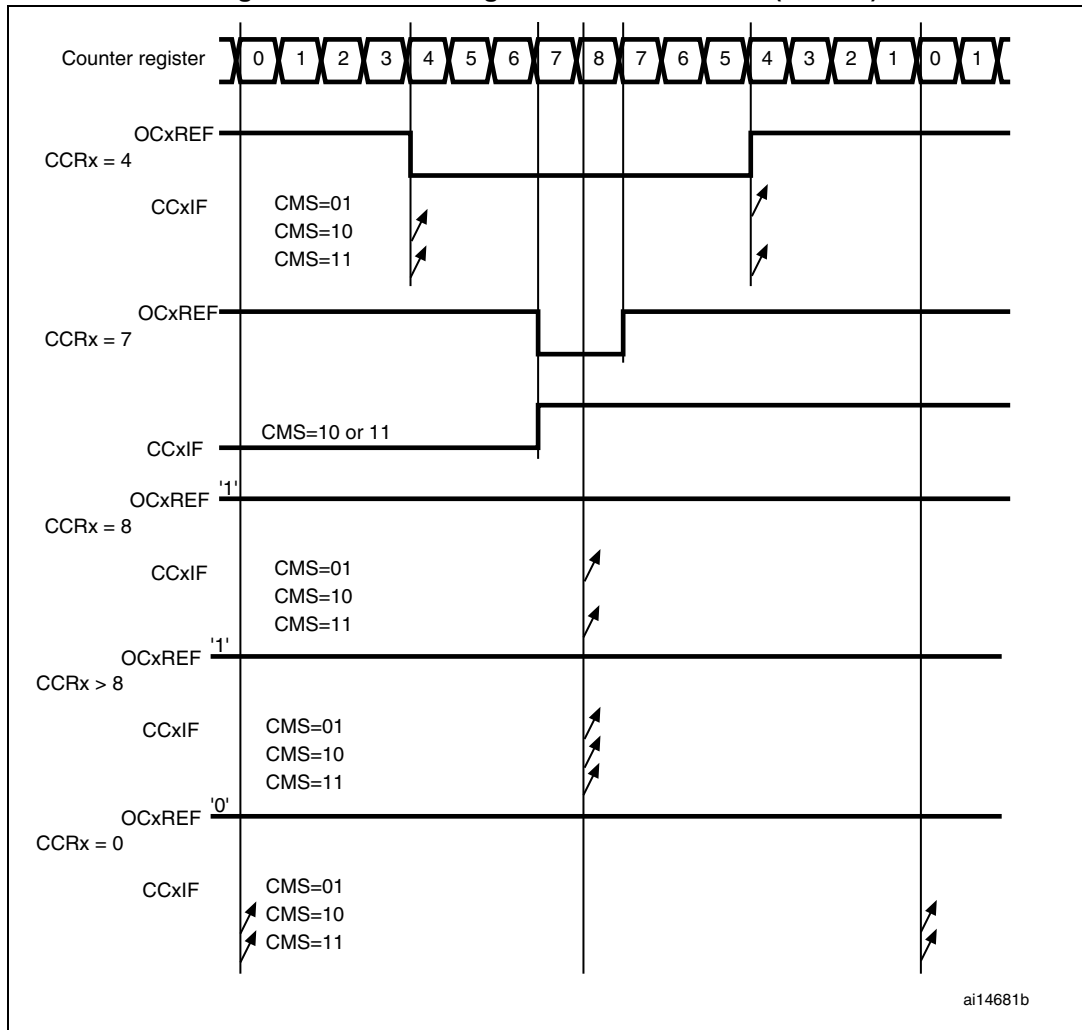 Counter register 0 1 2 3 4 5 6 7 8 7 6 5 4 3 2 1 0 1
OCxREF
CCRx = 4
CCxIF
CMS=01
CMS=10
CMS=11
OCxREF
CCRx = 7
CMS=10 or 11
CCxIF
OCxREF '1'
CCRx = 8
CCxIF
CMS=01
CMS=10
CMS=11
OCxREF '1'
CCRx > 8
CCxIF
CMS=01
CMS=10
CMS=11
OCxREF '0'
CCRx = 0
CCxIF
CMS=01
CMS=10
CMS=11
ai14681b